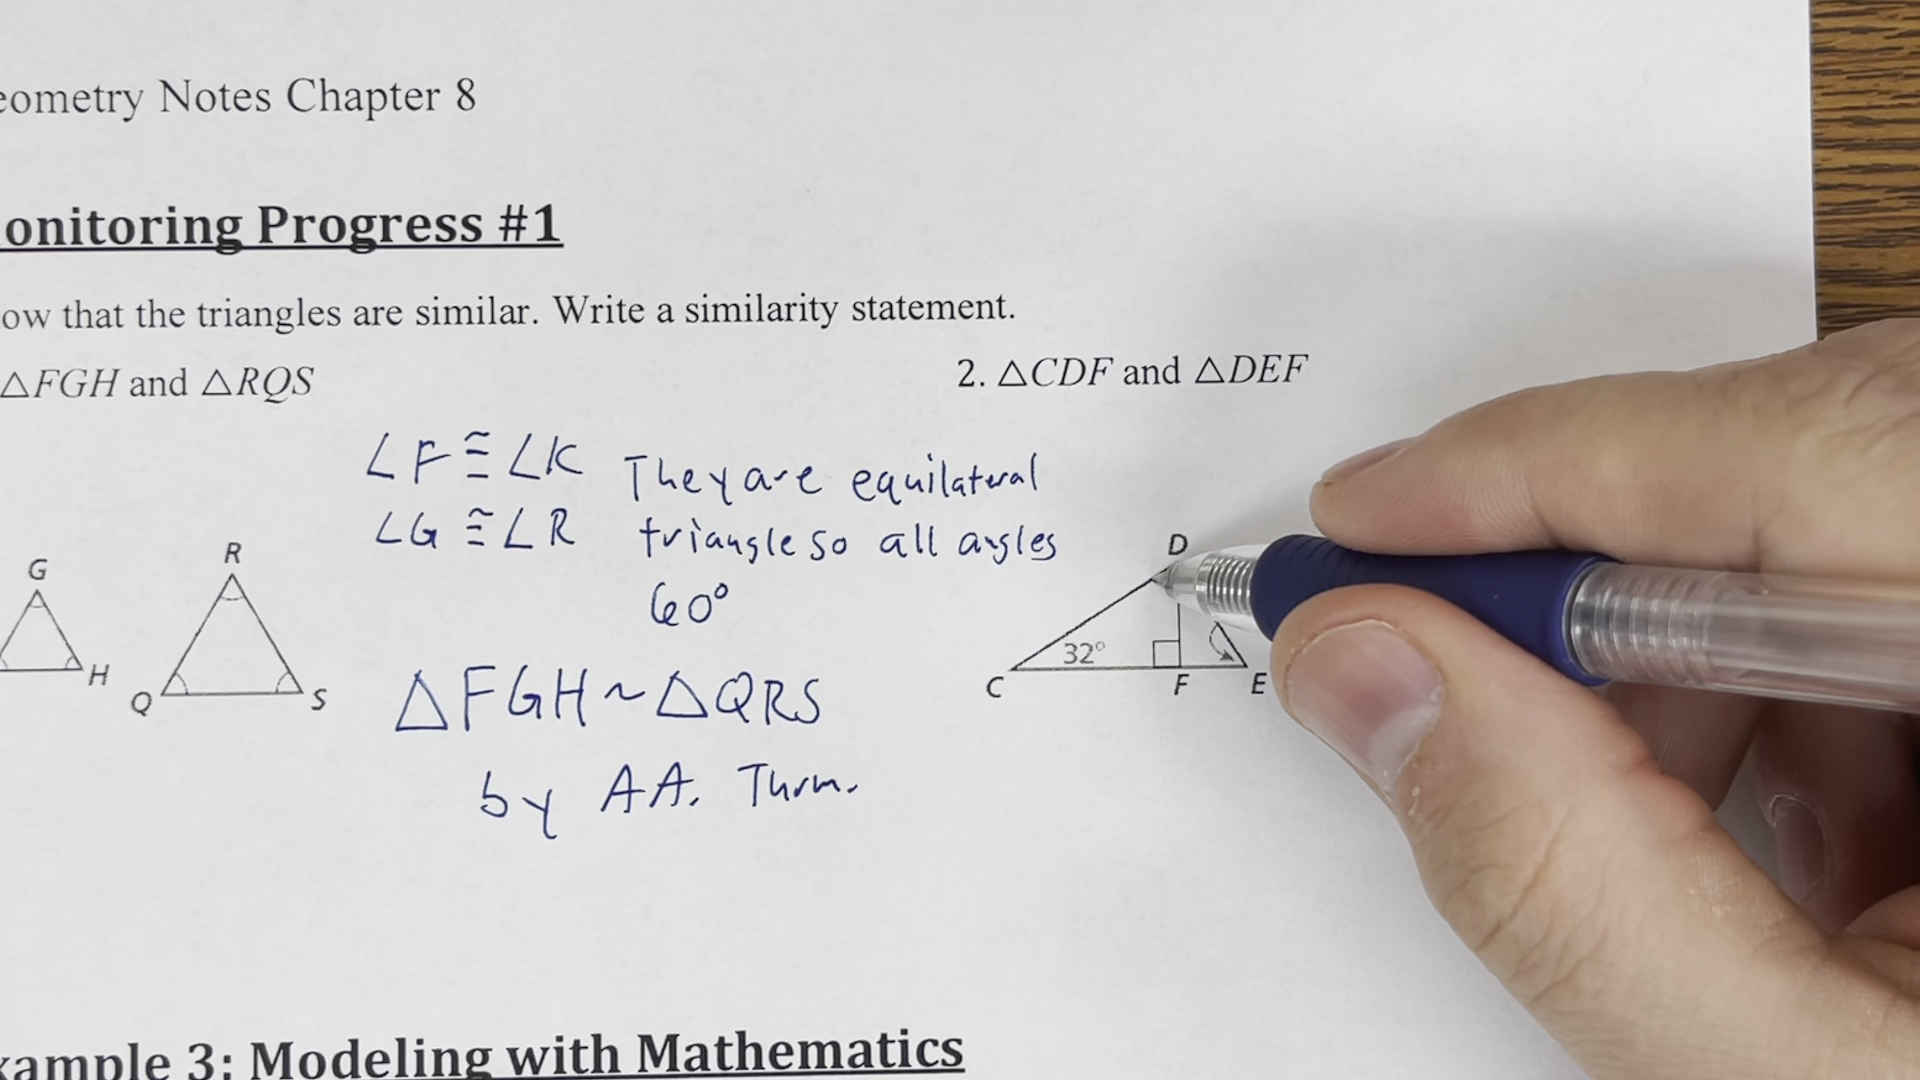 eometry Notes Chapter 8
onitoring Progress #1
ow that the triangles are similar. Write a similarity statement.
△FGH and △RQS
2. △CDF and △DEF
∠F ≅ ∠K They are equilateral
∠G ≅ ∠R triangle so all angles
60°
G
R
H
Q
S
△FGH ~ △QRS
by AA. Thrm.
D
32°
C
F
E
xample 3: Modeling with Mathematics